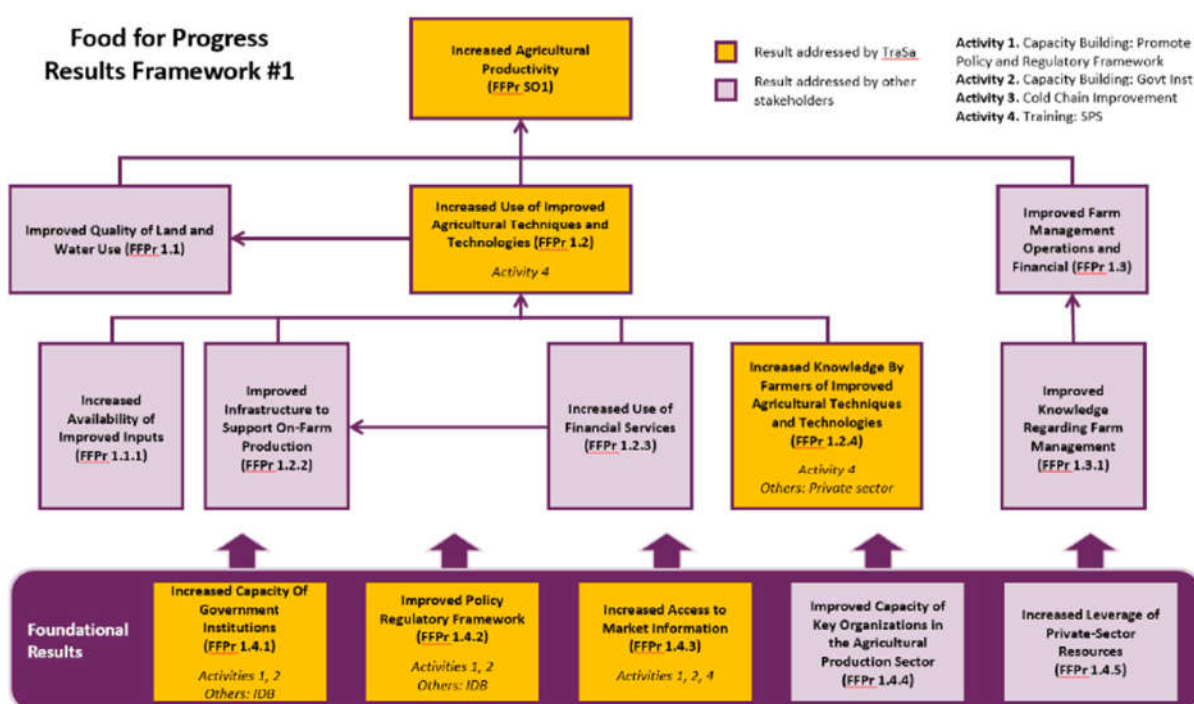 Food for Progress
Results Framework #1
Increased Agricultural
Productivity
(FFPr SO1)
Result addressed by TraSa
Result addressed by other
stakeholders
Activity 1. Capacity Building: Promote
Policy and Regulatory Framework
Activity 2. Capacity Building: Govt Inst
Activity 3. Cold Chain Improvement
Activity 4. Training: SPS
Improved Quality of Land and
Water Use (FFPr 1.1)
Increased Use of Improved
Agricultural Techniques and
Technologies (FFPr 1.2)
Activity 4
Improved Farm
Management
Operations and
Financial (FFPr 1.3)
Increased
Availability of
Improved Inputs
(FFPr 1.1.1)
Improved
Infrastructure to
Support On-Farm
Production
(FFPr 1.2.2)
Increased Use of
Financial Services
(FFPr 1.2.3)
Increased Knowledge By
Farmers of Improved
Agricultural Techniques
and Technologies
(FFPr 1.2.4)
Activity 4
Others: Private sector
Improved
Knowledge
Regarding Farm
Management
(FFPr 1.3.1)
Foundational
Results
Increased Capacity Of
Government
Institutions
(FFPr 1.4.1)
Activities 1, 2
Others: IDB
Improved Policy
Regulatory Framework
(FFPr 1.4.2)
Activities 1, 2
Others: IDB
Increased Access to
Market Information
(FFPr 1.4.3)
Activities 1, 2, 4
Improved Capacity of
Key Organizations in
the Agricultural
Production Sector
(FFPr 1.4.4)
Increased Leverage of
Private-Sector
Resources
(FFPr 1.4.5)